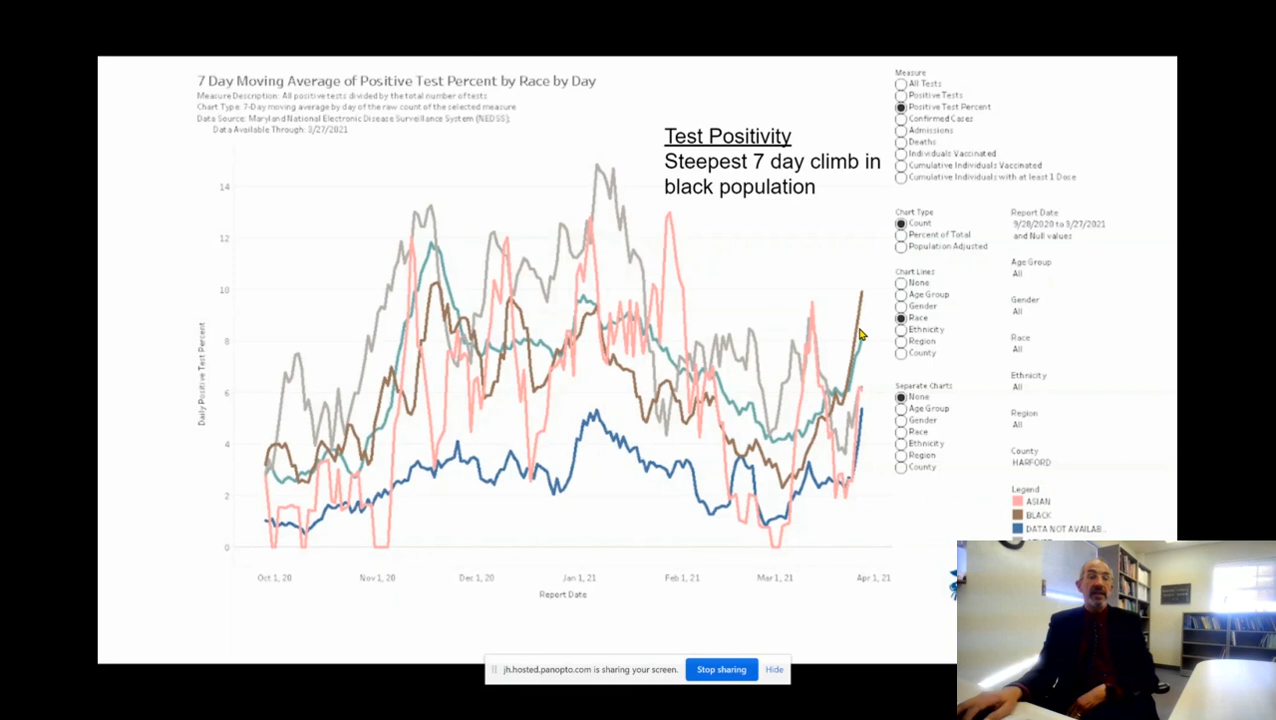 7 Day Moving Average of Positive Test Percent by Race by Day
Measure Description: All positive tests divided by the total number of tests
Chart Type: 7-Day moving average by day of the raw count of the selected measure
Data Source: Maryland National Electronic Disease Surveillance System (NEDSS);
Data Available Through: 3/27/2021
Test Positivity
Steepest 7 day climb in
black population
Daily Positive Test Percent
14
12
10
8
6
4
2
0
Oct 1, 20
Nov 1, 20
Dec 1, 20
Jan 1, 21
Feb 1, 21
Mar 1, 21
Apr 1, 21
Report Date
Measure
All Tests
Positive Tests
Positive Test Percent
Confirmed Cases
Admissions
Deaths
Individuals Vaccinated
Cumulative Individuals Vaccinated
Cumulative Individuals with at least 1 Dose
Chart Type
Count
Percent of Total
Population Adjusted
Chart Lines
None
Age Group
Gender
Race
Ethnicity
Region
County
Separate Charts
None
Age Group
Gender
Race
Ethnicity
Region
County
Report Date
9/28/2020 to 3/27/2021
and Null values
Age Group
All
Gender
All
Race
All
Ethnicity
All
Region
All
County
HARFORD
Legend
ASIAN
BLACK
DATA NOT AVAILAB...
jh.hosted.panopto.com is sharing your screen.
Stop sharing
Hide